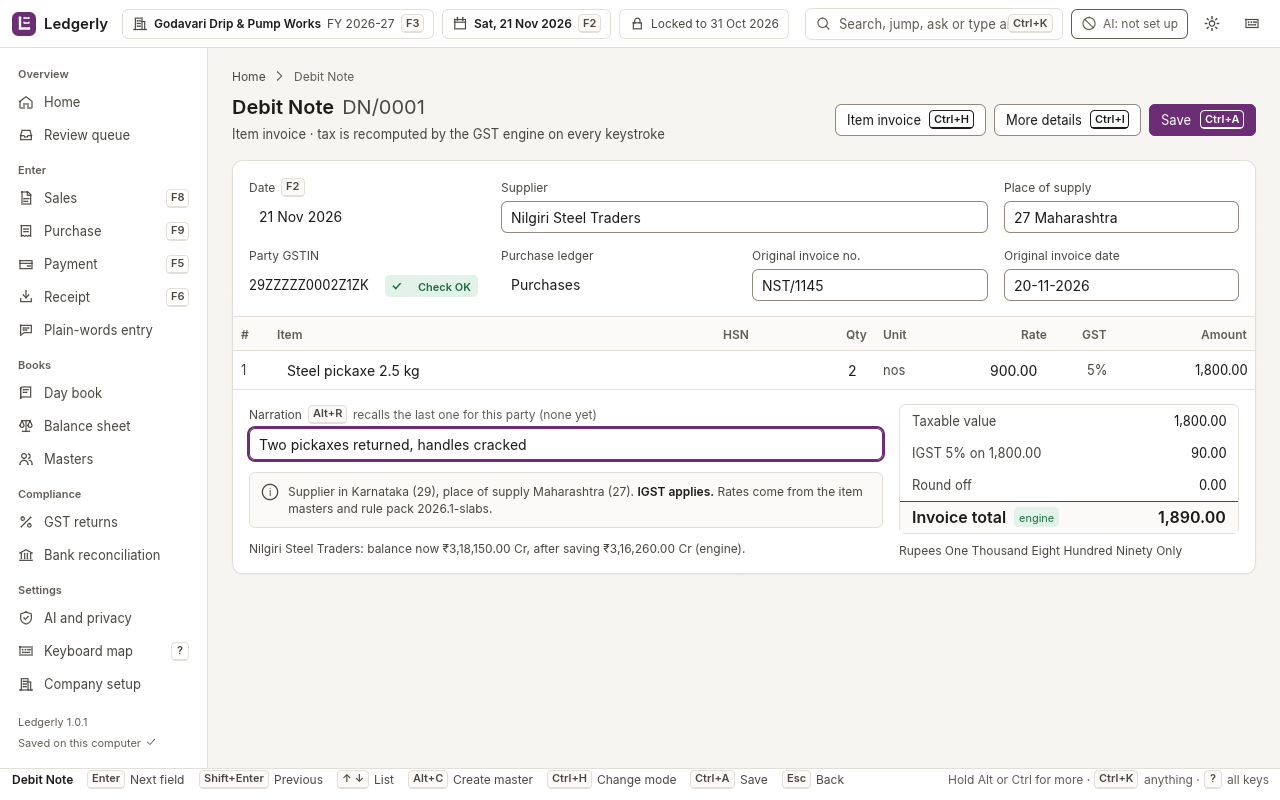 Ledgerly
Godavari Drip & Pump Works FY 2026-27 F3
Sat, 21 Nov 2026 F2
Locked to 31 Oct 2026
Search, jump, ask or type a Ctrl+K
AI: not set up
Overview
Home
Review queue
Enter
Sales F8
Purchase F9
Payment F5
Receipt F6
Plain-words entry
Books
Day book
Balance sheet
Masters
Compliance
GST returns
Bank reconciliation
Settings
AI and privacy
Keyboard map ?
Company setup
Ledgerly 1.0.1
Saved on this computer
Home > Debit Note
Debit Note DN/0001
Item invoice · tax is recomputed by the GST engine on every keystroke
Item invoice Ctrl+H
More details Ctrl+I
Save Ctrl+A
Date F2
21 Nov 2026
Supplier
Nilgiri Steel Traders
Place of supply
27 Maharashtra
Party GSTIN
29ZZZZZ0002Z1ZK Check OK
Purchase ledger
Purchases
Original invoice no.
NST/1145
Original invoice date
20-11-2026
# Item HSN Qty Unit Rate GST Amount
1 Steel pickaxe 2.5 kg 2 nos 900.00 5% 1,800.00
Narration Alt+R recalls the last one for this party (none yet)
Two pickaxes returned, handles cracked
Supplier in Karnataka (29), place of supply Maharashtra (27). IGST applies. Rates come from the item
masters and rule pack 2026.1-slabs.
Nilgiri Steel Traders: balance now ₹3,18,150.00 Cr, after saving ₹3,16,260.00 Cr (engine).
Taxable value 1,800.00
IGST 5% on 1,800.00 90.00
Round off 0.00
Invoice total engine 1,890.00
Rupees One Thousand Eight Hundred Ninety Only
Debit Note Enter Next field Shift+Enter Previous ↑ ↓ List Alt+C Create master Ctrl+H Change mode Ctrl+A Save Esc Back
Hold Alt or Ctrl for more · Ctrl+K anything · ? all keys